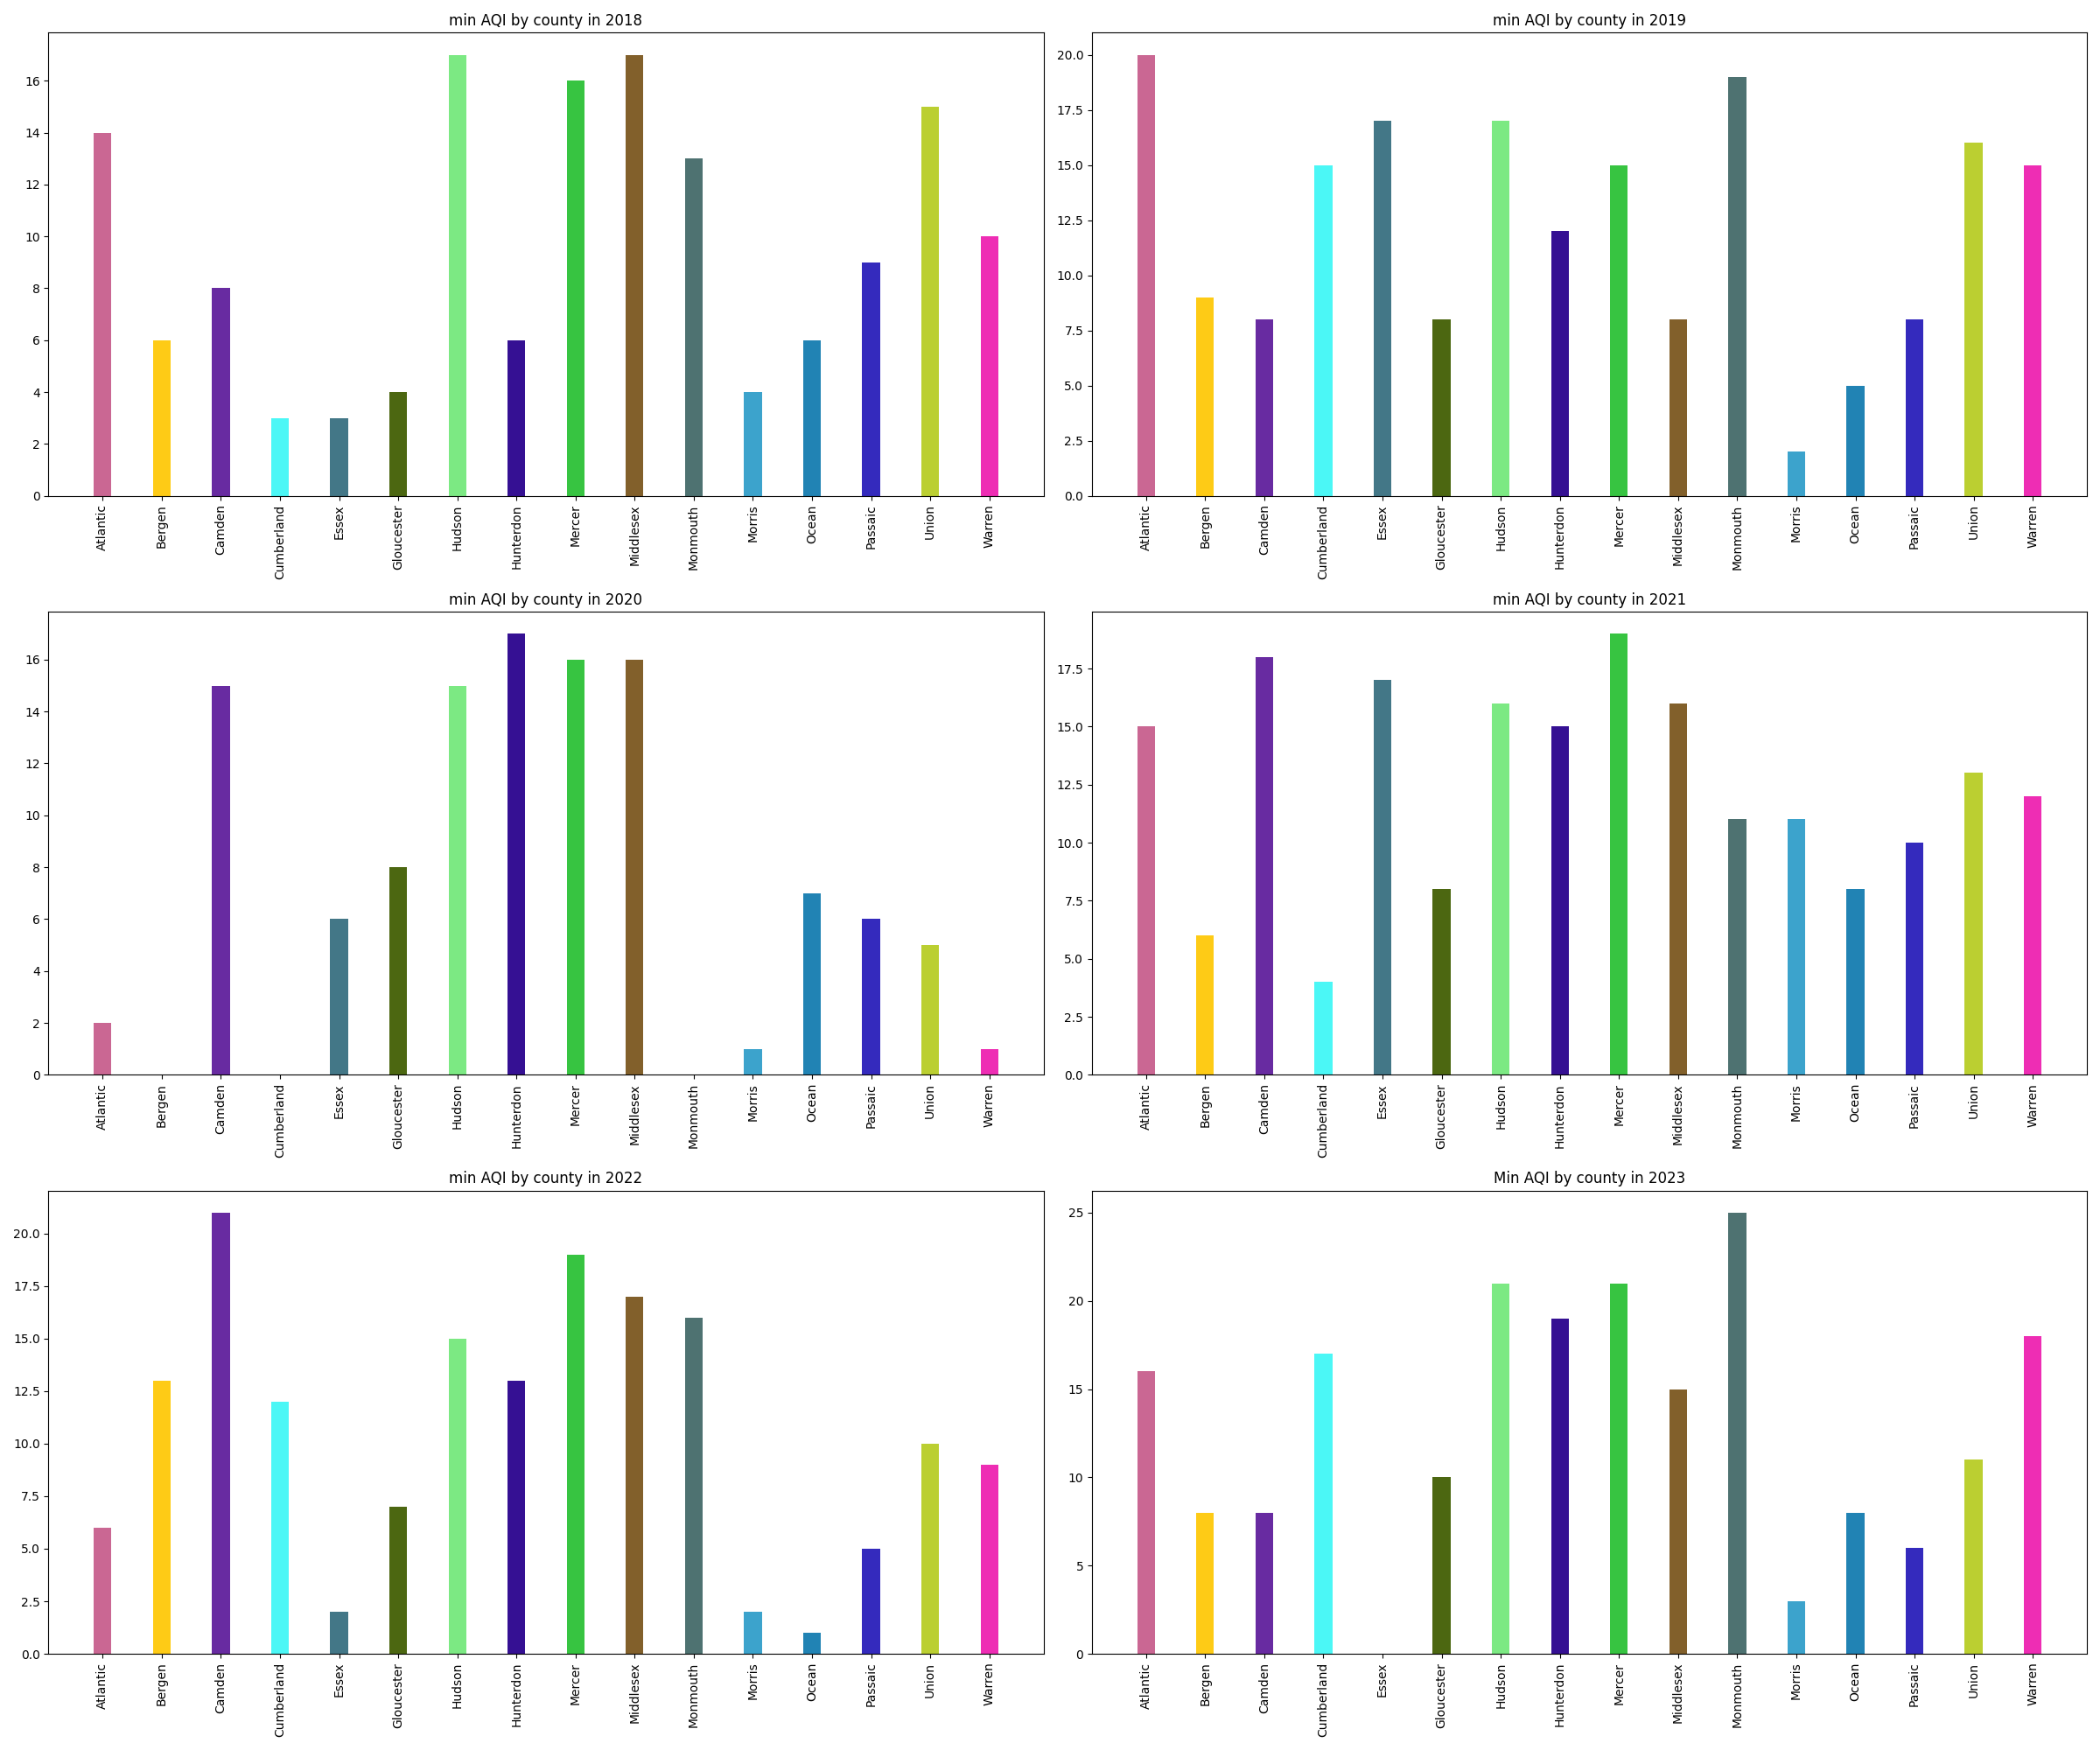 min AQI by county in 2018
16
14
12
10
8
6
4
2
0
Atlantic
Bergen
Camden
Cumberland
Essex
Gloucester
Hudson
Hunterdon
Mercer
Middlesex
Monmouth
Morris
Ocean
Passaic
Union
Warren
min AQI by county in 2019
20.0
17.5
15.0
12.5
10.0
7.5
5.0
2.5
0.0
Atlantic
Bergen
Camden
Cumberland
Essex
Gloucester
Hudson
Hunterdon
Mercer
Middlesex
Monmouth
Morris
Ocean
Passaic
Union
Warren
min AQI by county in 2020
16
14
12
10
8
6
4
2
0
Atlantic
Bergen
Camden
Cumberland
Essex
Gloucester
Hudson
Hunterdon
Mercer
Middlesex
Monmouth
Morris
Ocean
Passaic
Union
Warren
min AQI by county in 2021
17.5
15.0
12.5
10.0
7.5
5.0
2.5
0.0
Atlantic
Bergen
Camden
Cumberland
Essex
Gloucester
Hudson
Hunterdon
Mercer
Middlesex
Monmouth
Morris
Ocean
Passaic
Union
Warren
min AQI by county in 2022
20.0
17.5
15.0
12.5
10.0
7.5
5.0
2.5
0.0
Atlantic
Bergen
Camden
Cumberland
Essex
Gloucester
Hudson
Hunterdon
Mercer
Middlesex
Monmouth
Morris
Ocean
Passaic
Union
Warren
Min AQI by county in 2023
25
20
15
10
5
0
Atlantic
Bergen
Camden
Cumberland
Essex
Gloucester
Hudson
Hunterdon
Mercer
Middlesex
Monmouth
Morris
Ocean
Passaic
Union
Warren